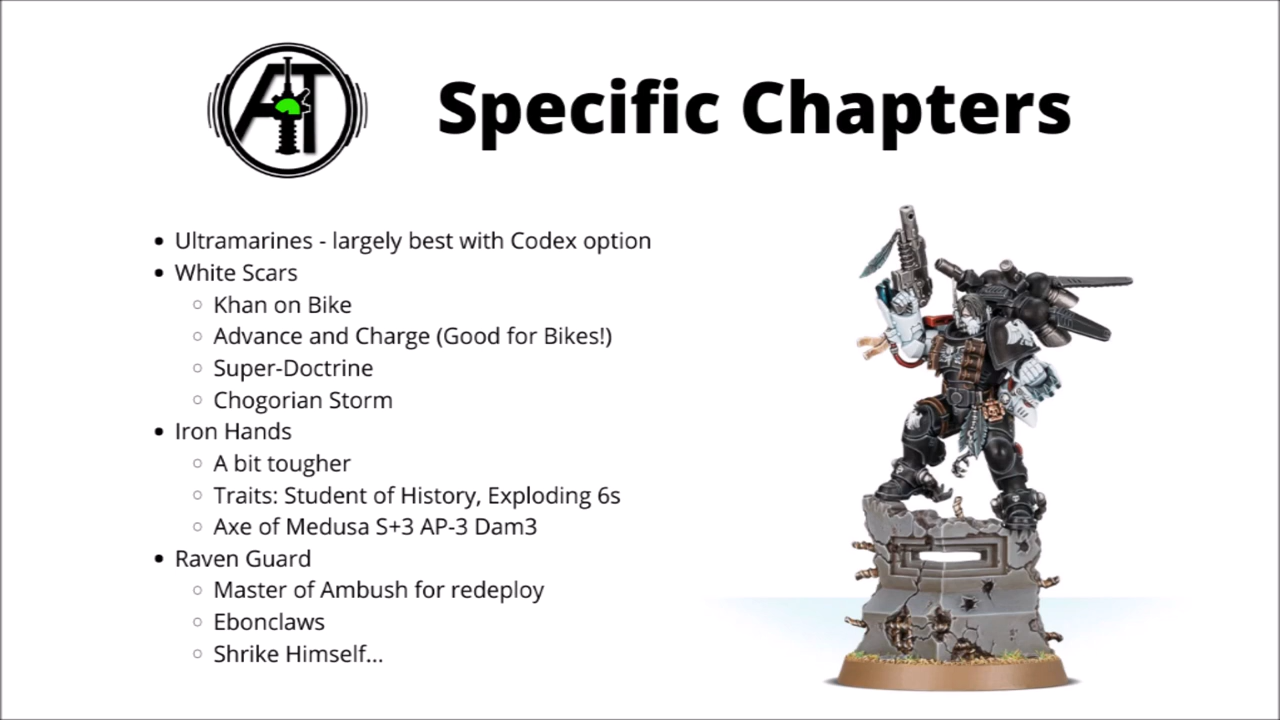 AT
Specific Chapters
Ultramarines - largely best with Codex option
White Scars
Khan on Bike
Advance and Charge (Good for Bikes!)
Super-Doctrine
Chogorian Storm
Iron Hands
A bit tougher
Traits: Student of History, Exploding 6s
Axe of Medusa S+3 AP-3 Dam3
Raven Guard
Master of Ambush for redeploy
Ebonclaws
Shrike Himself...